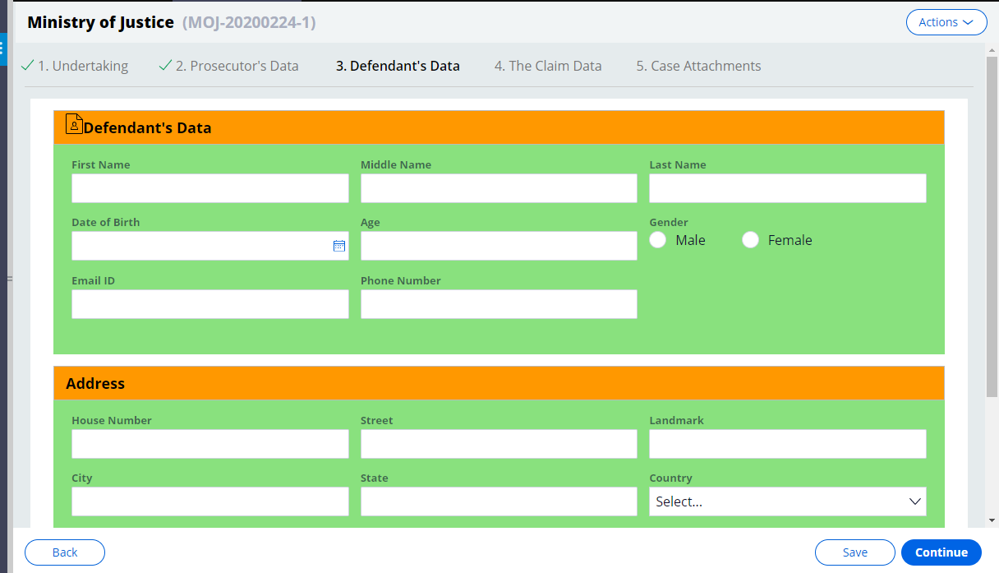 Ministry of Justice (MOJ-20200224-1) Actions
1. Undertaking 2. Prosecutor's Data 3. Defendant's Data 4. The Claim Data 5. Case Attachments
Defendant's Data
First Name Middle Name Last Name
Date of Birth Age Gender
Male Female
Email ID Phone Number
Address
House Number Street Landmark
City State Country
Select...
Back Save Continue